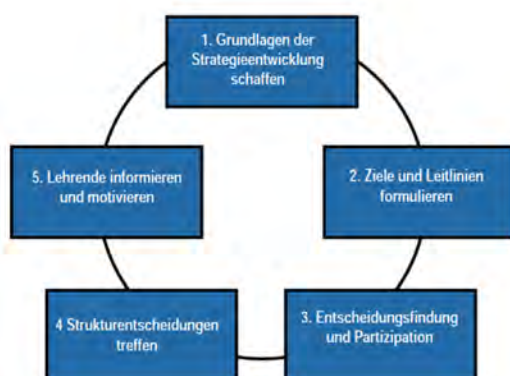 1. Grundlagen der
Strategieentwicklung
schaffen
2. Ziele und Leitlinien
formulieren
3. Entscheidungsfindung
und Partizipation
4 Strukturentscheidungen
treffen
5. Lehrende informieren
und motivieren